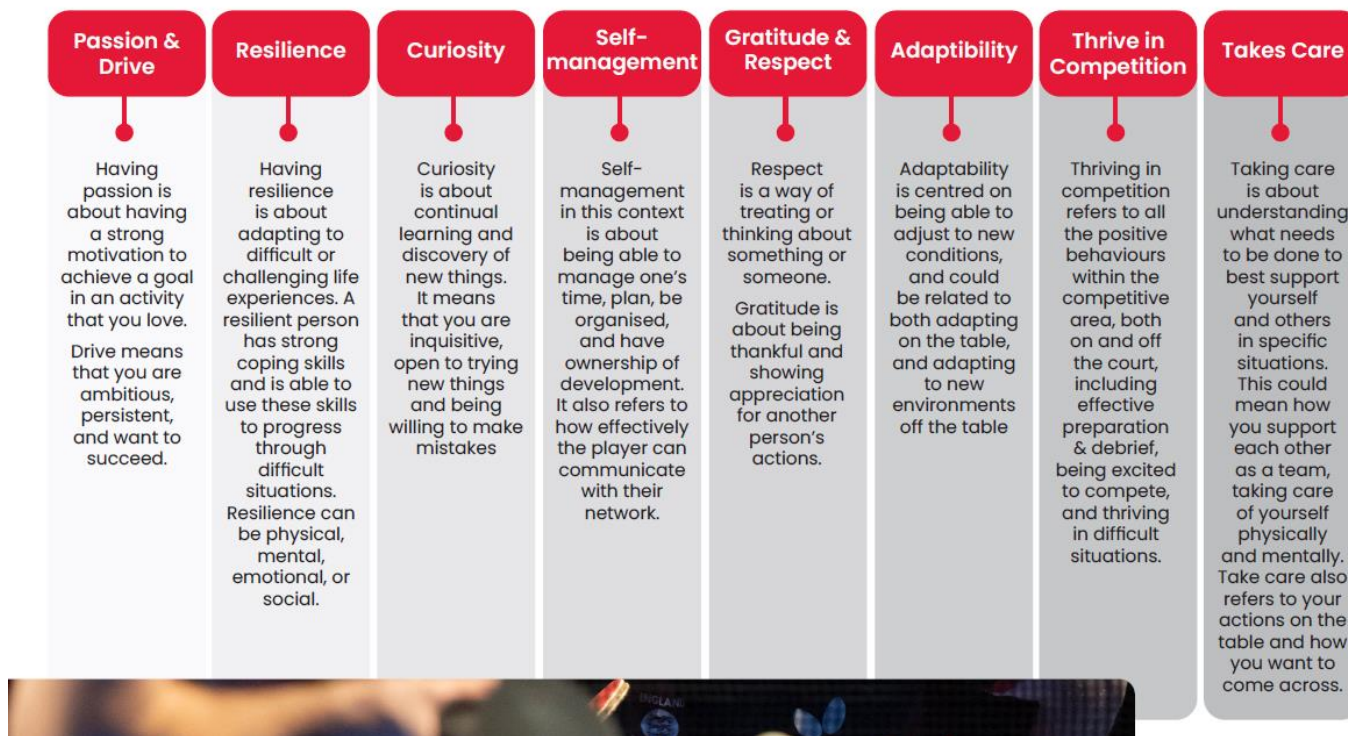 Passion &
Drive
Having
passion is
about having
a strong
motivation to
achieve a goal
in an activity
that you love.
Drive means
that you are
ambitious,
persistent,
and want to
succeed.
Resilience
Having
resilience
is about
adapting to
difficult or
challenging life
experiences. A
resilient person
has strong
coping skills
and is able to
use these skills
to progress
through
difficult
situations.
Resilience can
be physical,
mental,
emotional, or
social.
Curiosity
Curiosity
is about
continual
learning and
discovery of
new things.
It means
that you are
inquisitive,
open to trying
new things
and being
willing to make
mistakes
Self-
management
Self-
management
in this context
is about
being able to
manage one's
time, plan, be
organised,
and have
ownership of
development.
It also refers to
how effectively
the player can
communicate
with their
network.
Gratitude &
Respect
Respect
is a way of
treating or
thinking about
something or
someone.
Gratitude is
about being
thankful and
showing
appreciation
for another
person's
actions.
Adaptibility
Adaptability
is centred on
being able to
adjust to new
conditions,
and could
be related to
both adapting
on the table,
and adapting
to new
environments
off the table
Thrive in
Competition
Thriving in
competition
refers to all
the positive
behaviours
within the
competitive
area, both
on and off
the court,
including
effective
preparation
& debrief,
being excited
to compete,
and thriving
in difficult
situations.
Takes Care
Taking care
is about
understanding
what needs
to be done to
best support
yourself
and others
in specific
situations.
This could
mean how
you support
each other
as a team,
taking care
of yourself
physically
and mentally.
Take care also
refers to your
actions on the
table and how
you want to
come across.
ENGLAND